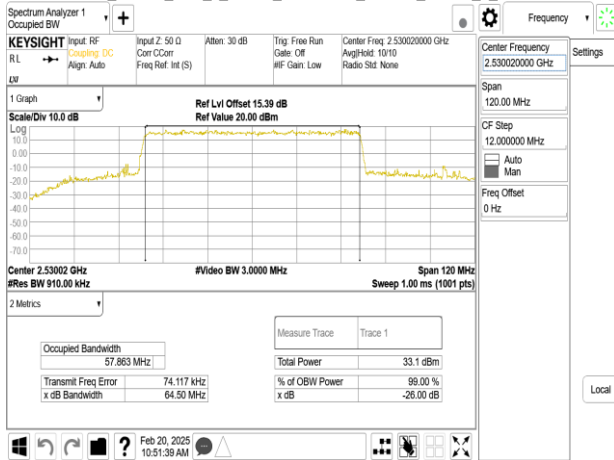 Spectrum Analyzer 1
Occupied BW
+
Frequency
KEYSIGHT
RL
LXI
Input: RF
Coupling: DC
Align: Auto
Input Z: 50 Ω
Corr CCorr
Freq Ref: Int (S)
Atten: 30 dB
Trig: Free Run
Gate: Off
#IF Gain: Low
Center Freq: 2.530020000 GHz
Avg|Hold: 10/10
Radio Std: None
Center Frequency
2.530020000 GHz
Settings
Span
120.00 MHz
CF Step
12.000000 MHz
Auto
Man
Freq Offset
0 Hz
Local
1 Graph
Scale/Div 10.0 dB
Ref Lvl Offset 15.39 dB
Ref Value 20.00 dBm
Log
10.0
0.00
-10.0
-20.0
-30.0
-40.0
-50.0
-60.0
-70.0
Center 2.53002 GHz
#Res BW 910.00 kHz
#Video BW 3.0000 MHz
Span 120 MHz
Sweep 1.00 ms (1001 pts)
2 Metrics
Measure Trace Trace 1
Occupied Bandwidth
57.863 MHz
Total Power 33.1 dBm
Transmit Freq Error 74.117 kHz
% of OBW Power 99.00 %
x dB Bandwidth 64.50 MHz
x dB -26.00 dB
?
Feb 20, 2025
10:51:39 AM